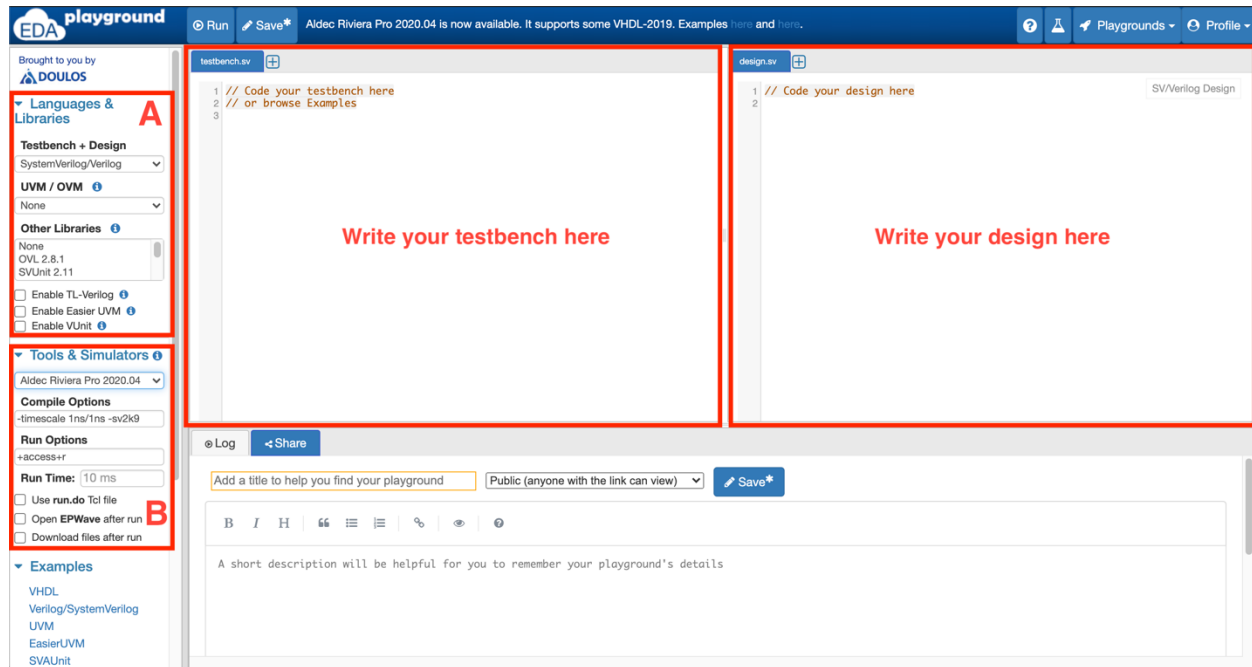 EDA playground
Run
Save*
Aldec Riviera Pro 2020.04 is now available. It supports some VHDL-2019. Examples here and here.
Playgrounds
Profile
Brought to you by
DOULOS
Languages &
Libraries
A
Testbench + Design
SystemVerilog/Verilog
UVM / OVM
None
Other Libraries
None
OVL 2.8.1
SVUnit 2.11
Enable TL-Verilog
Enable Easier UVM
Enable VUnit
Tools & Simulators
Aldec Riviera Pro 2020.04
Compile Options
-timescale 1ns/1ns -sv2k9
Run Options
+access+r
Run Time: 10 ms
Use run.do Tcl file
Open EPWave after run
B
Download files after run
Examples
VHDL
Verilog/SystemVerilog
UVM
EasierUVM
SVAUnit
testbench.sv
1 // Code your testbench here
2 // or browse Examples
3
Write your testbench here
design.sv
SV/Verilog Design
1 // Code your design here
2
Write your design here
Log
Share
Add a title to help you find your playground
Public (anyone with the link can view)
Save*
B I H
A short description will be helpful for you to remember your playground's details